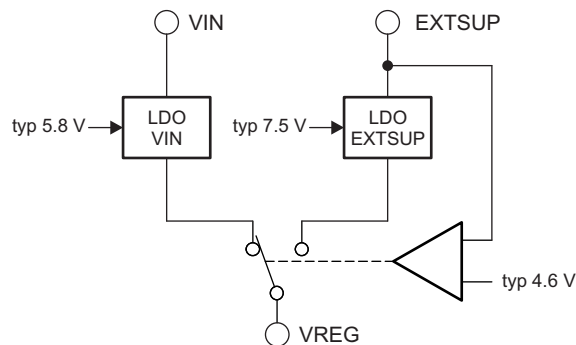 VIN
EXTSUP
typ 5.8 V
LDO
VIN
typ 7.5 V
LDO
EXTSUP
typ 4.6 V
VREG